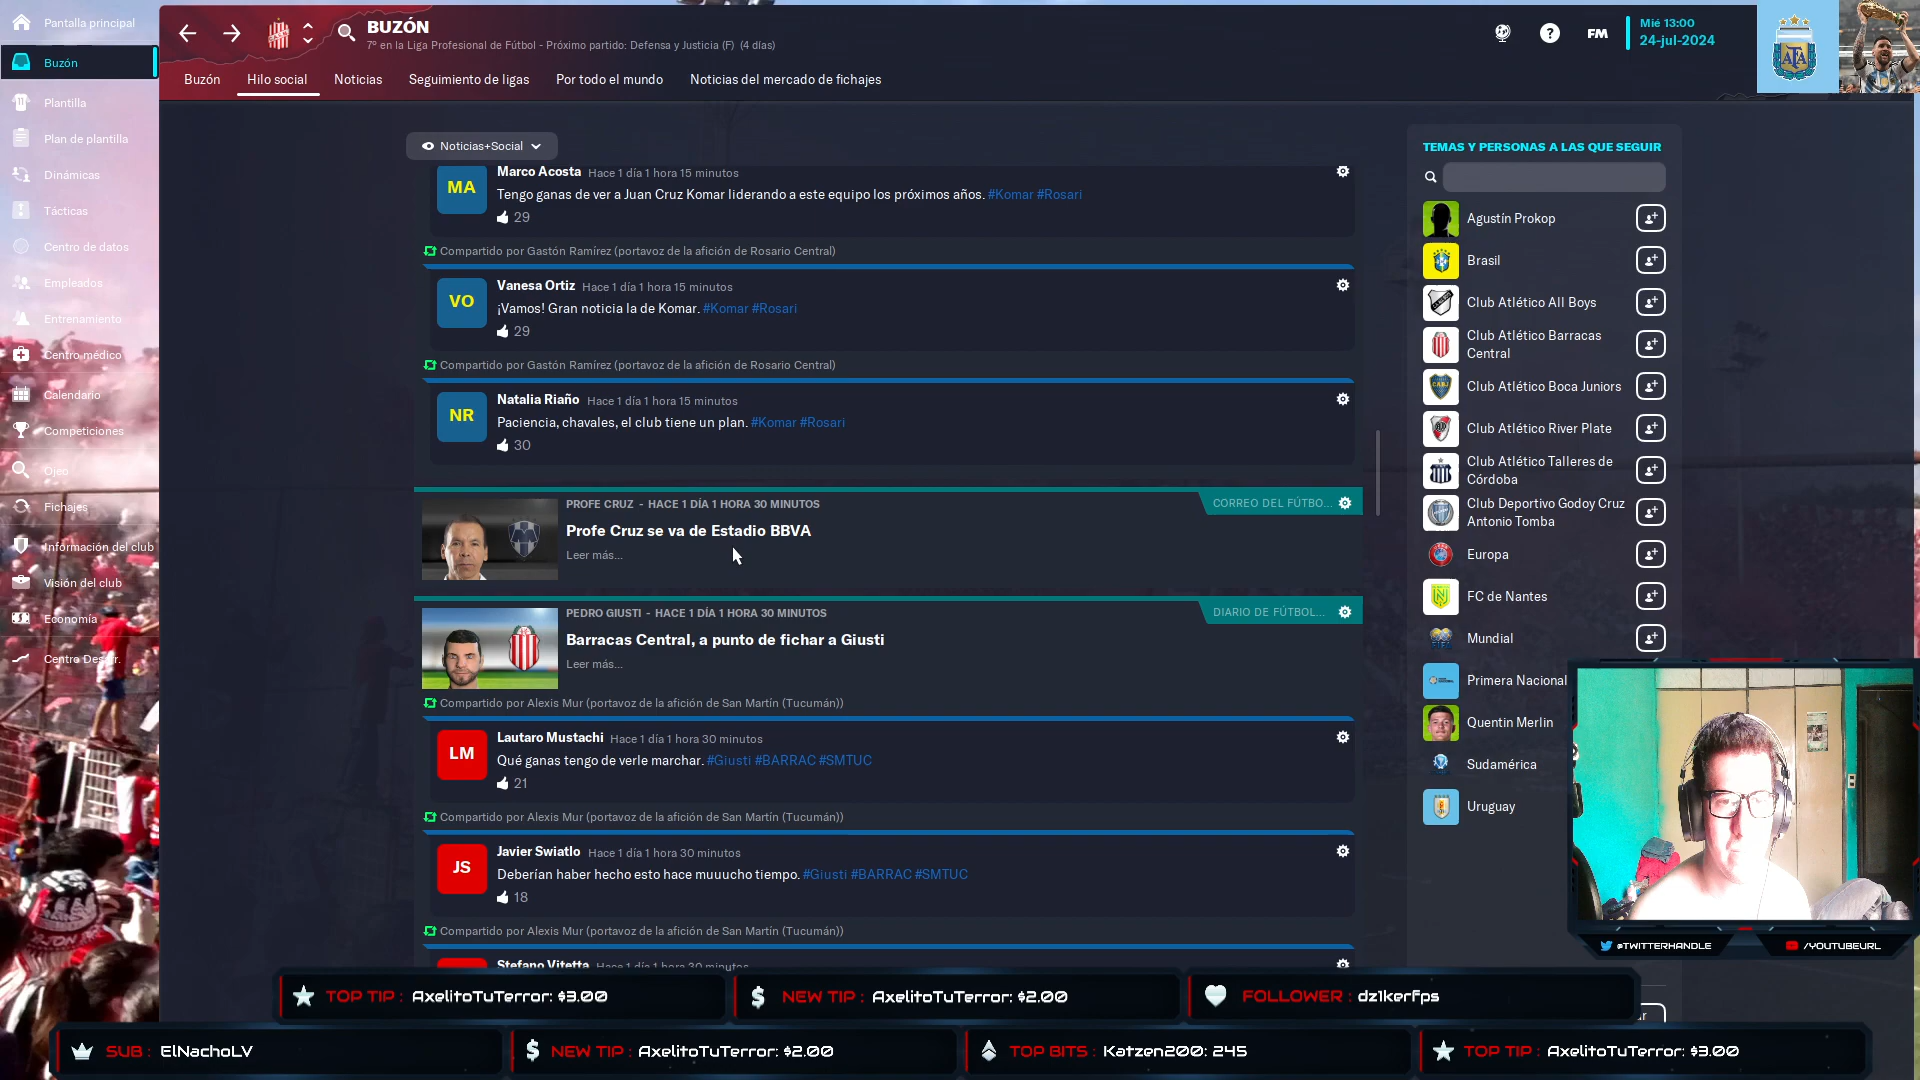 Pantalla principal
Buzón
Plantilla
Plan de plantilla
Dinámicas
Tácticas
Centro de datos
Empleados
Entrenamiento
Centro médico
Calendario
Competiciones
Ojeo
Fichajes
Información del club
Visión del club
Economía
BUZÓN
7º en la Liga Profesional de Fútbol - Próximo partido: Defensa y Justicia (F) (4 días)
FM
Mié 13:00
24-jul-2024
Buzón
Hilo social
Noticias
Seguimiento de ligas
Por todo el mundo
Noticias del mercado de fichajes
Noticias+Social
MA
Marco Acosta Hace 1 día 1 hora 15 minutos
Tengo ganas de ver a Juan Cruz Komar liderando a este equipo los próximos años. #Komar #Rosari
29
Compartido por Gastón Ramírez (portavoz de la afición de Rosario Central)
VO
Vanesa Ortiz Hace 1 día 1 hora 15 minutos
¡Vamos! Gran noticia la de Komar. #Komar #Rosari
29
Compartido por Gastón Ramírez (portavoz de la afición de Rosario Central)
NR
Natalia Riaño Hace 1 día 1 hora 15 minutos
Paciencia, chavales, el club tiene un plan. #Komar #Rosari
30
PROFE CRUZ - HACE 1 DÍA 1 HORA 30 MINUTOS
CORREO DEL FÚTBO...
Profe Cruz se va de Estadio BBVA
Leer más...
PEDRO GIUSTI - HACE 1 DÍA 1 HORA 30 MINUTOS
DIARIO DE FÚTBOL...
Barracas Central, a punto de fichar a Giusti
Leer más...
Compartido por Alexis Mur (portavoz de la afición de San Martín (Tucumán))
LM
Lautaro Mustachi Hace 1 día 1 hora 30 minutos
Qué ganas tengo de verle marchar. #Giusti #BARRAC #SMTUC
21
Compartido por Alexis Mur (portavoz de la afición de San Martín (Tucumán))
JS
Javier Swiatlo Hace 1 día 1 hora 30 minutos
Deberían haber hecho esto hace muuucho tiempo. #Giusti #BARRAC #SMTUC
18
Compartido por Alexis Mur (portavoz de la afición de San Martín (Tucumán))
Stefano Vitetta Hace 1 día 1 hora 30 minutos
TEMAS Y PERSONAS A LAS QUE SEGUIR
Agustín Prokop
Brasil
Club Atlético All Boys
Club Atlético Barracas
Central
Club Atlético Boca Juniors
Club Atlético River Plate
Club Atlético Talleres de
Córdoba
Club Deportivo Godoy Cruz
Antonio Tomba
Europa
FC de Nantes
Mundial
Primera Nacional
Quentin Merlin
Sudamérica
Uruguay
@TWITTERHANDLE
/YOUTUBEURL
TOP TIP : AxelitoTuTerror: $3.00
NEW TIP : AxelitoTuTerror: $2.00
FOLLOWER : dz1kerfps
SUB : ElNachoLV
NEW TIP : AxelitoTuTerror: $2.00
TOP BITS : Katzen200: 245
TOP TIP : AxelitoTuTerror: $3.00